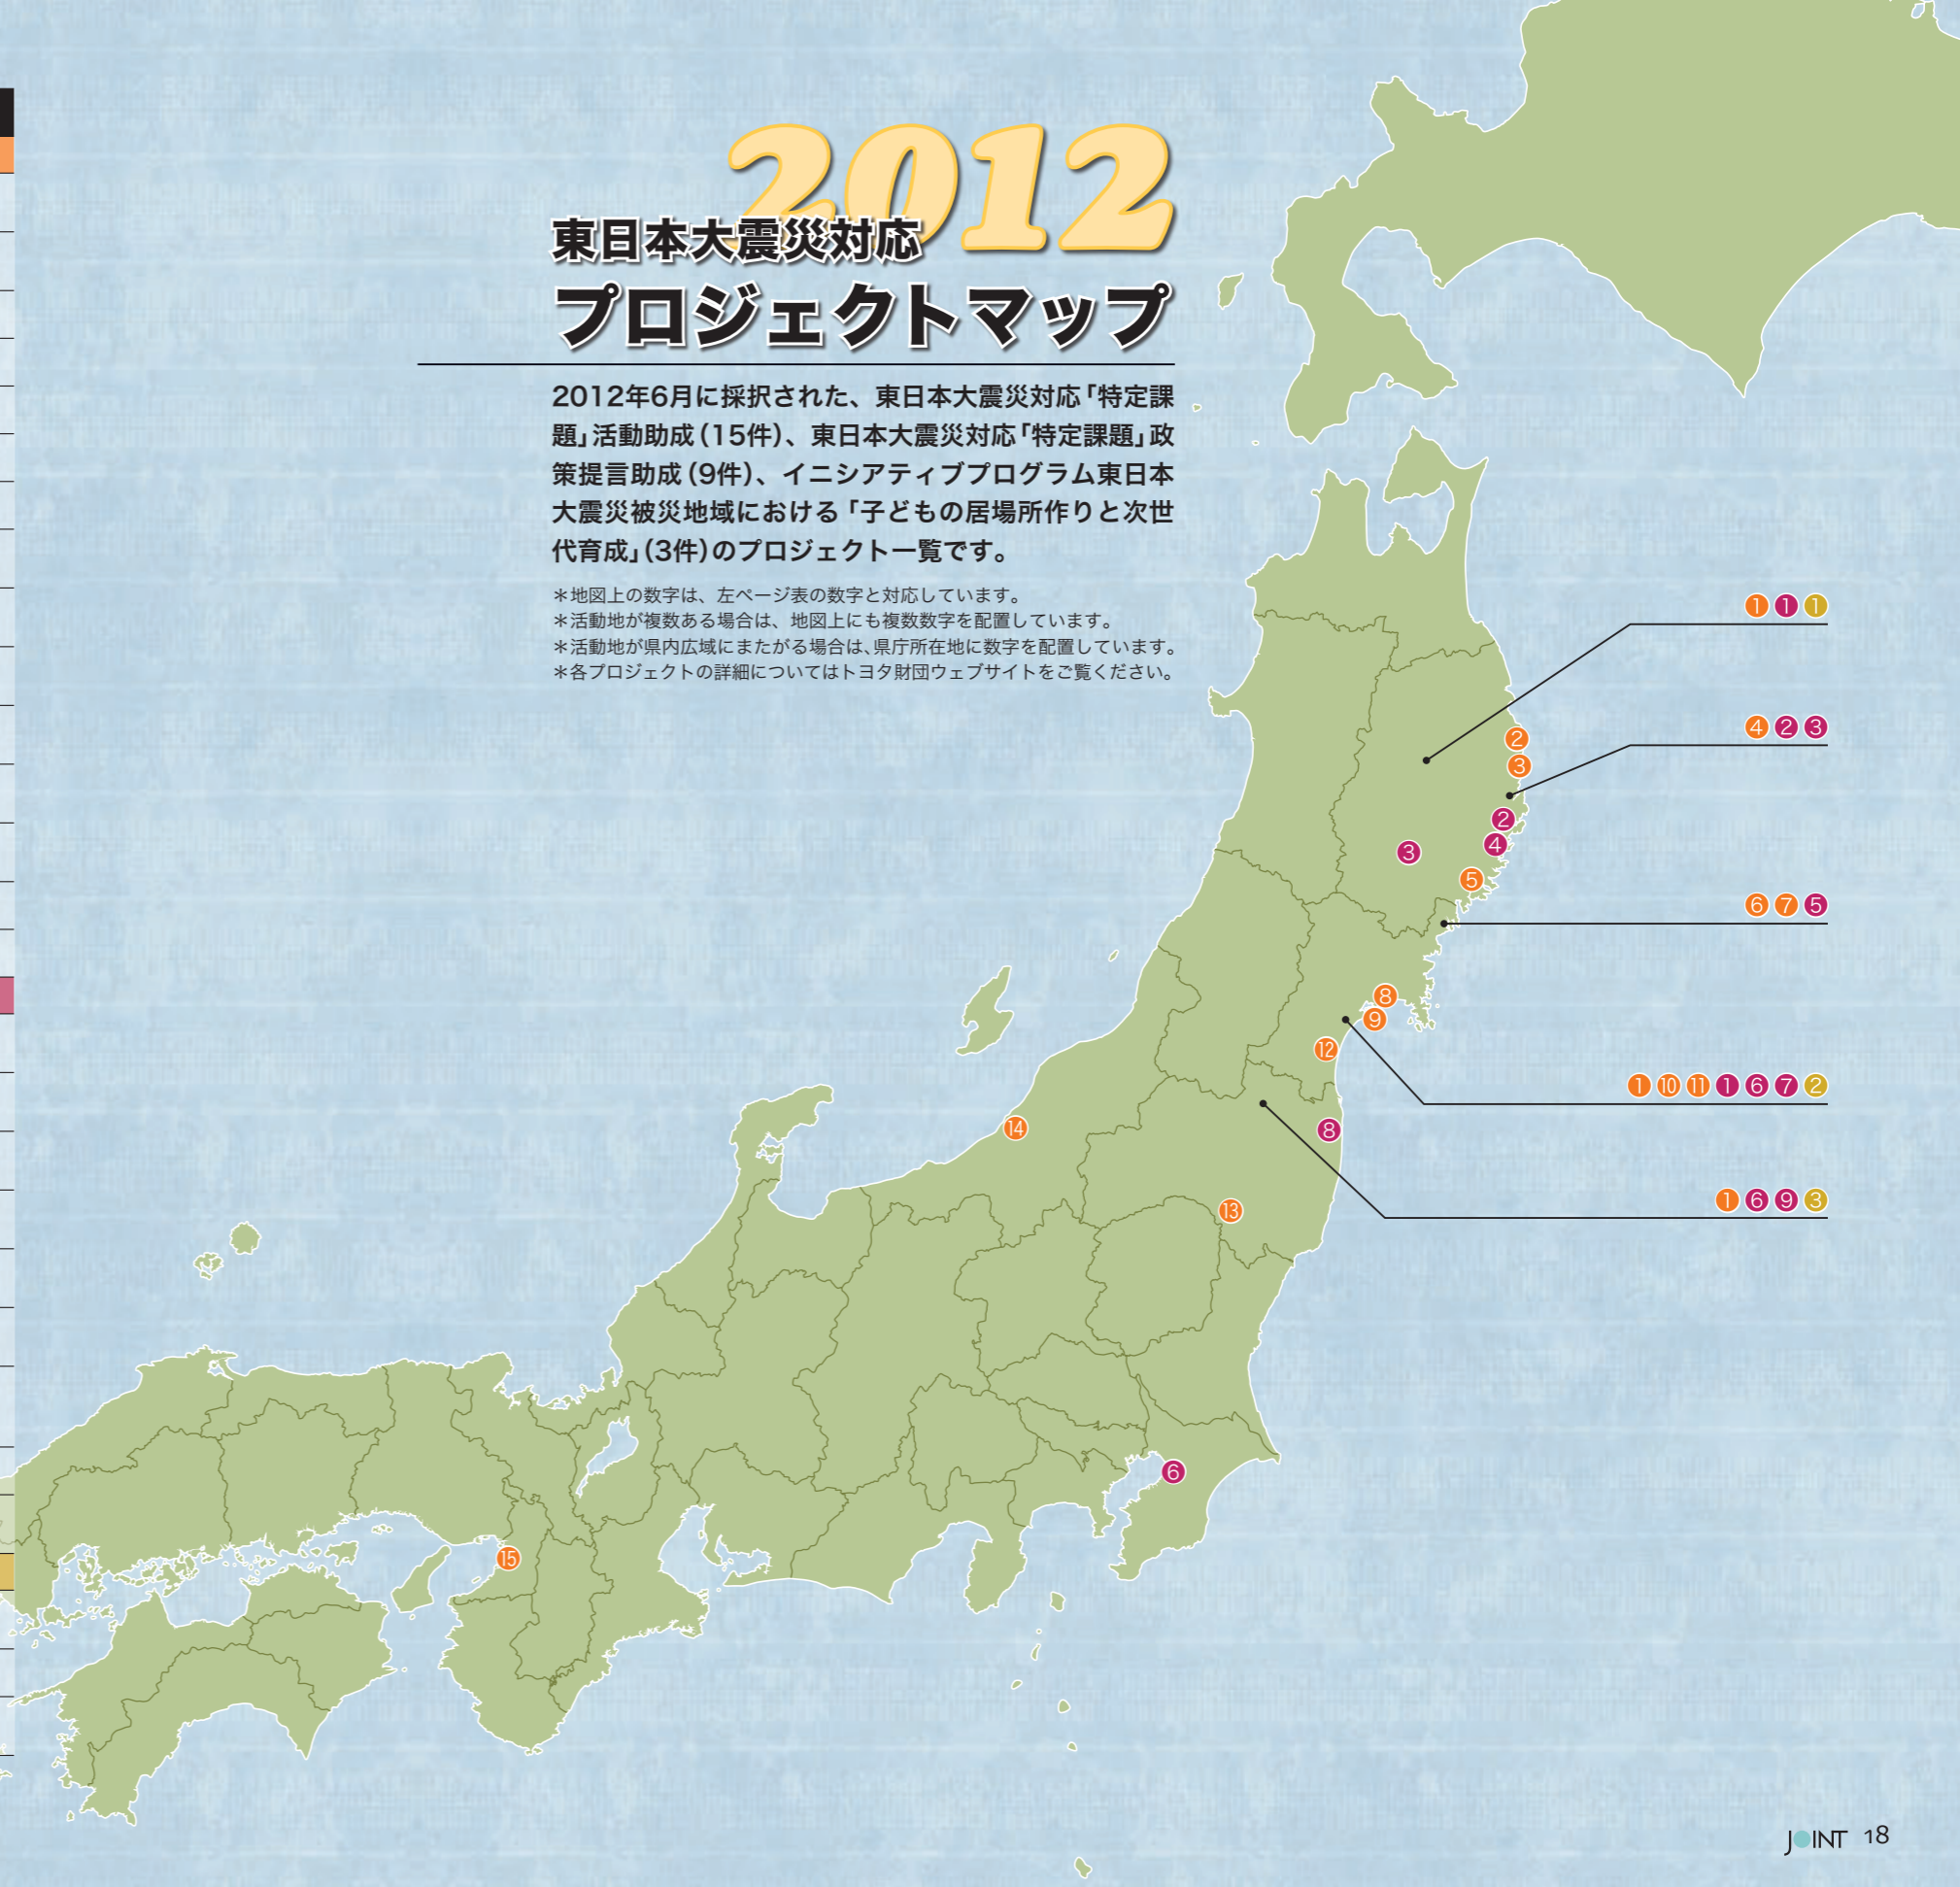 2012
東日本大震災対応
プロジェクトマップ
2012年6月に採択された、東日本大震災対応「特定課
題」活動助成（15件）、東日本大震災対応「特定課題」政
策提言助成（9件）、イニシアティブプログラム東日本
大震災被災地域における「子どもの居場所作りと次世
代育成」（3件）のプロジェクト一覧です。
＊地図上の数字は、左ページ表の数字と対応しています。
＊活動地が複数ある場合は、地図上にも複数数字を配置しています。
＊活動地が県内広域にまたがる場合は、県庁所在地に数字を配置しています。
＊各プロジェクトの詳細についてはトヨタ財団ウェブサイトをご覧ください。
1 1 1
4 2 3
2
3
2
4
3
5
6 7 5
8
9
12
1 10 11 1 6 7 2
14
8
1 6 9 3
13
6
15
JOINT 18